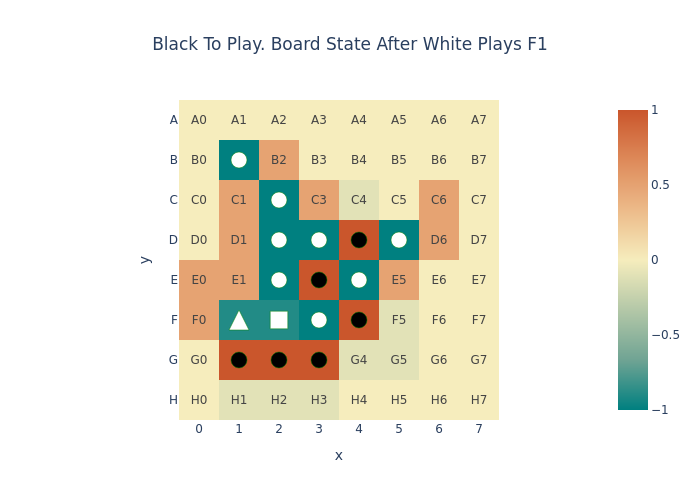 Black To Play. Board State After White Plays F1
A A0 A1 A2 A3 A4 A5 A6 A7
B B0 B2 B3 B4 B5 B6 B7
C C0 C1 C3 C4 C5 C6 C7
D D0 D1 D6 D7
E E0 E1 E5 E6 E7
F F0 F5 F6 F7
G G0 G4 G5 G6 G7
H H0 H1 H2 H3 H4 H5 H6 H7
0 1 2 3 4 5 6 7
x
y
1
0.5
0
−0.5
−1